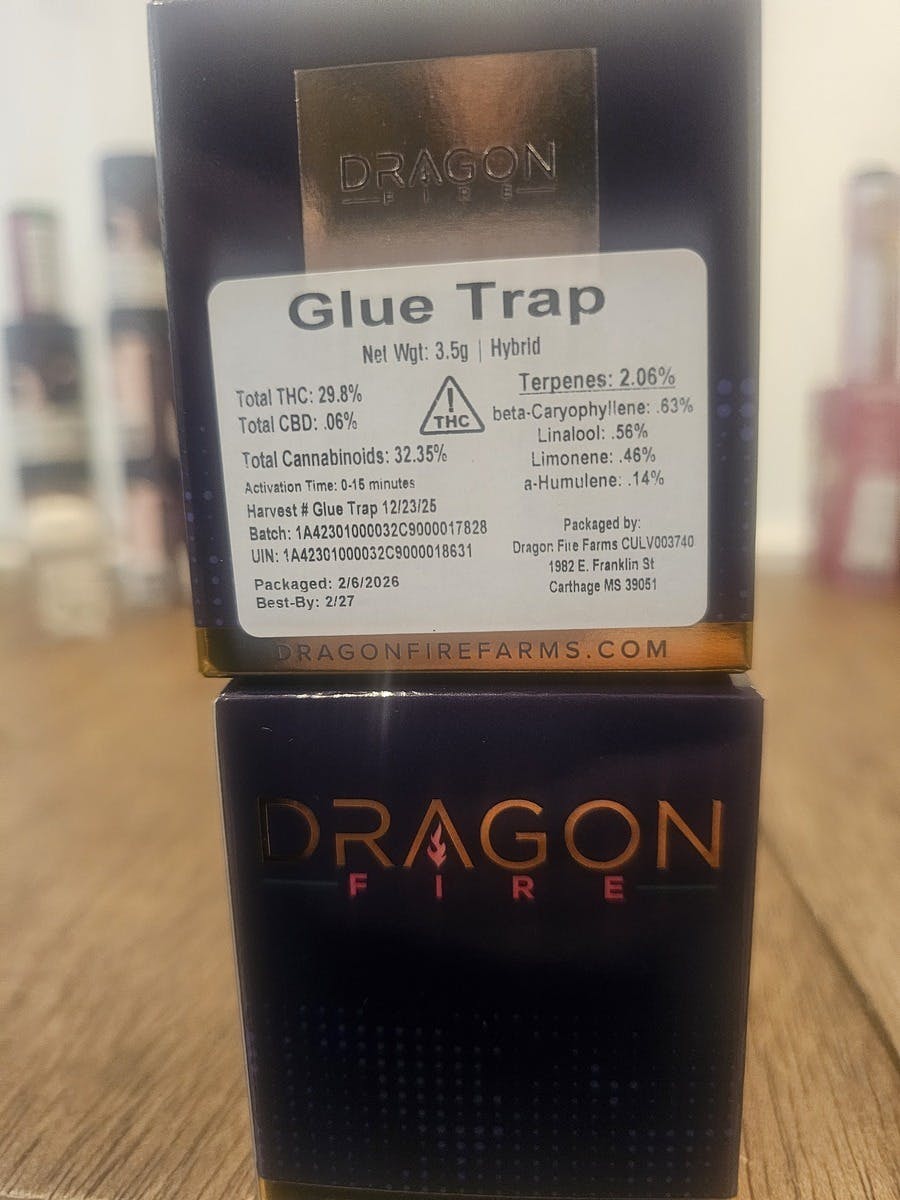 DRAGON
FIRE
Glue Trap
Net Wgt: 3.5g | Hybrid
Total THC: 29.8%
Total CBD: .06%
Total Cannabinoids: 32.35%
Activation Time: 0-15 minutes
Harvest # Glue Trap 12/23/25
Batch: 1A42301000032C9000017828
UIN: 1A42301000032C9000018631
Packaged: 2/6/2026
Best-By: 2/27
THC
Terpenes: 2.06%
beta-Caryophyllene: .63%
Linalool: .56%
Limonene: .46%
a-Humulene: .14%
Packaged by:
Dragon Fire Farms CULV003740
1982 E. Franklin St
Carthage MS 39051
DRAGONFIREFARMS.COM
DRAGON
FIRE